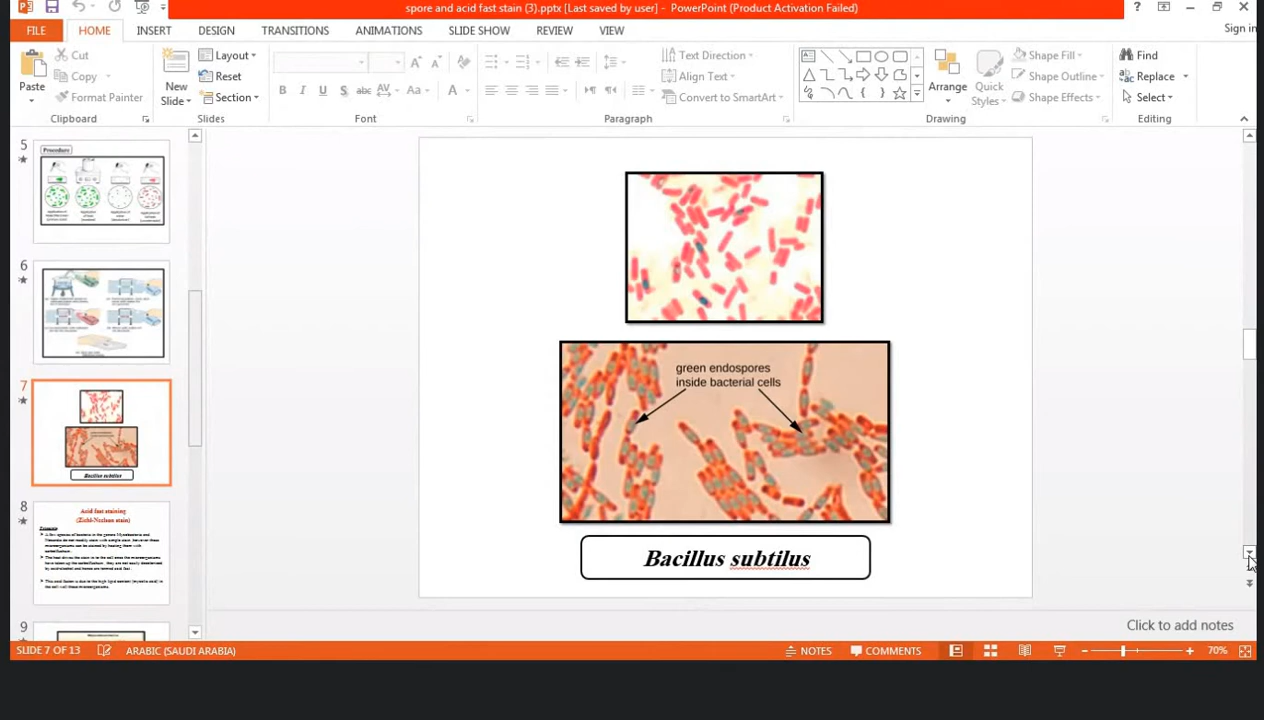 spore and acid fast stain (3).pptx [Last saved by user] - PowerPoint (Product Activation Failed)
?
FILE HOME INSERT DESIGN TRANSITIONS ANIMATIONS SLIDE SHOW REVIEW VIEW Sign in
Paste
Cut
Copy
Format Painter
Clipboard
New
Slide
Layout
Reset
Section
Slides
B I U S abc AV Aa A
Font
Text Direction
Align Text
Convert to SmartArt
Paragraph
Arrange
Quick
Styles
Shape Fill
Shape Outline
Shape Effects
Drawing
Find
Replace
Select
Editing
5
Procedure
6
7
Bacillus subtilus
8
Acid fast staining
(Ziehl-Neelsen stain)
9
green endospores
inside bacterial cells
Bacillus subtilus
Click to add notes
SLIDE 7 OF 13 ARABIC (SAUDI ARABIA) NOTES COMMENTS 70%